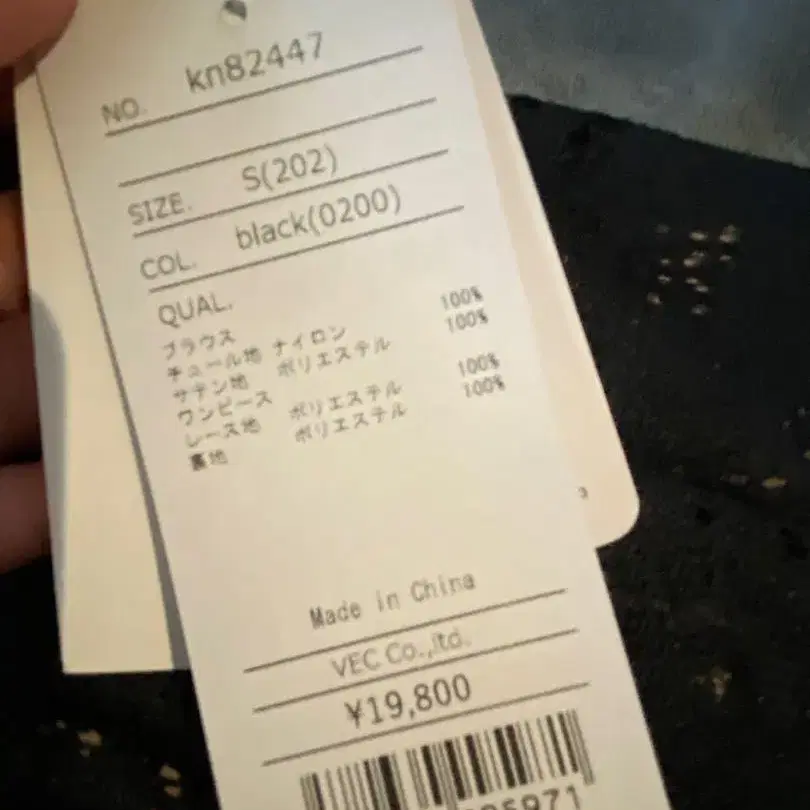 NO. kn82447
SIZE. S(202)
COL. black(0200)
QUAL.
ブラウス
チュール地 ナイロン 100%
サテン地 ポリエステル 100%
ワンピース
レース地 ポリエステル 100%
裏地 ポリエステル 100%
Made in China
VEC Co.,ltd.
¥19,800
3